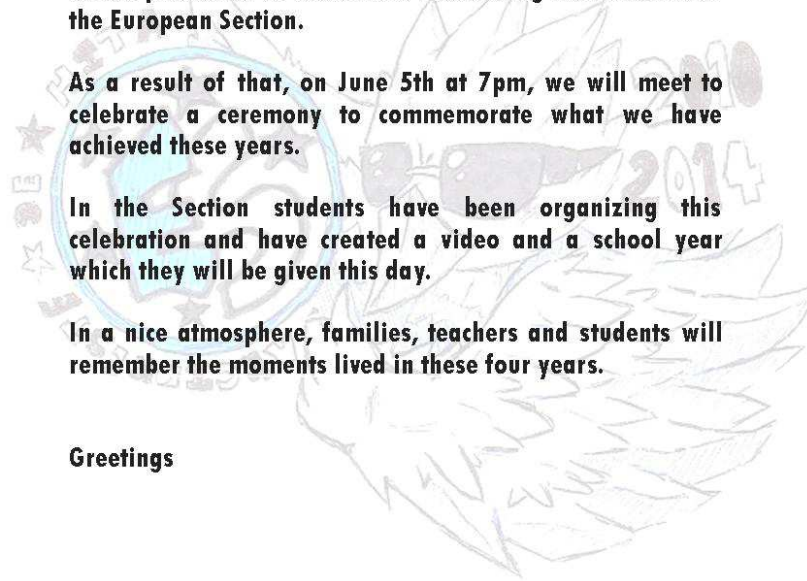 the European Section.
As a result of that, on June 5th at 7pm, we will meet to
celebrate a ceremony to commemorate what we have
achieved these years.
In the Section students have been organizing this
celebration and have created a video and a school year
which they will be given this day.
In a nice atmosphere, families, teachers and students will
remember the moments lived in these four years.
Greetings
2010
2014
ES